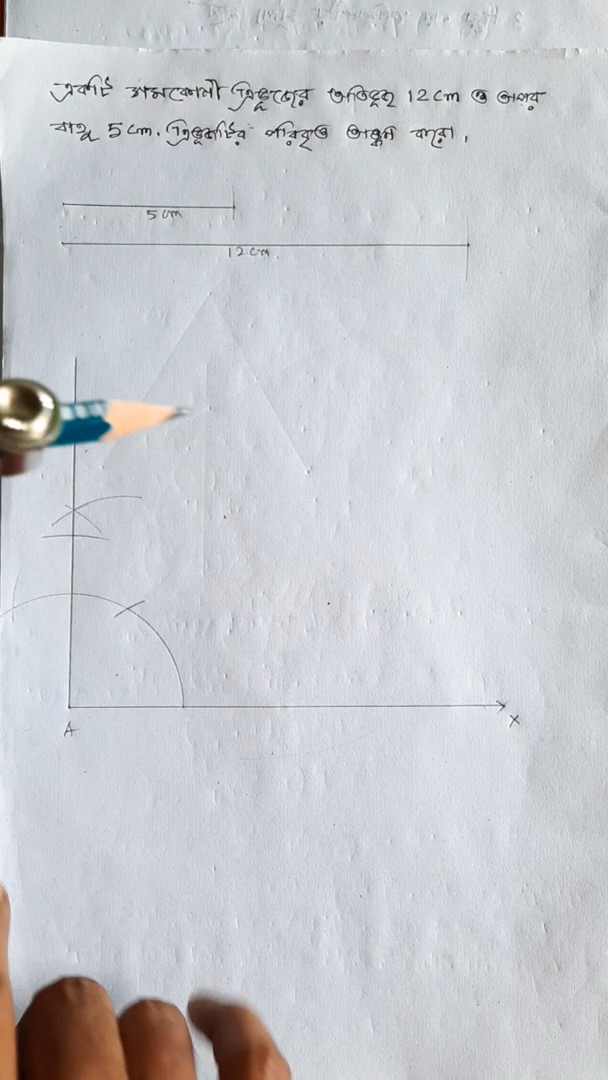 একটি সমকোণী ত্রিভুজের অতিভুজ 12 cm ও অপর
বাহু 5 cm. ত্রিভুজটির পরিবৃত্ত অঙ্কন করো।
5 cm
12 cm.
A
X